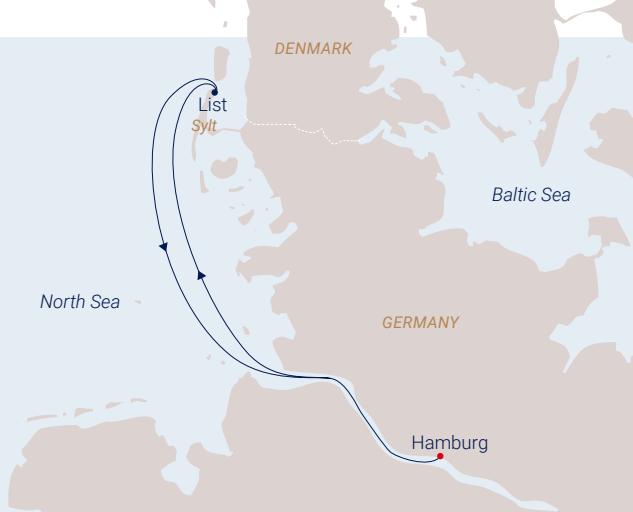 DENMARK
List
Sylt
Baltic Sea
North Sea
GERMANY
Hamburg